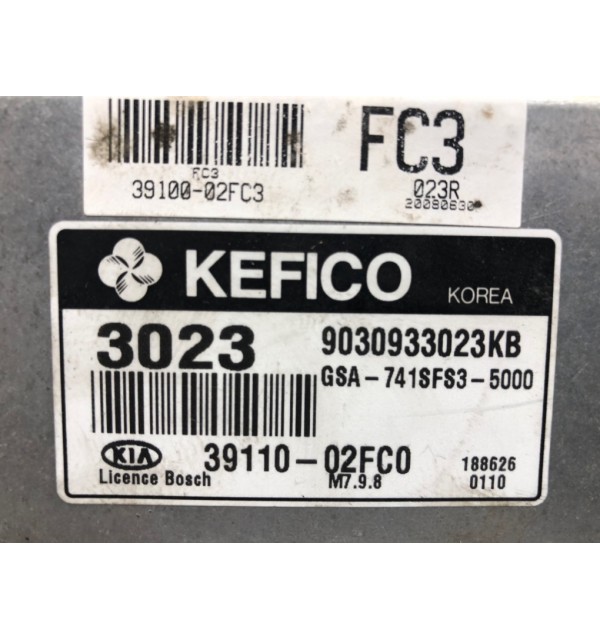 FC3
FC3
39100-02FC3
023R
20080630
KEFICO
KOREA
3023
9030933023KB
GSA-741SFS3-5000
KIA
39110-02FC0
188626
Licence Bosch
M7.9.8
0110